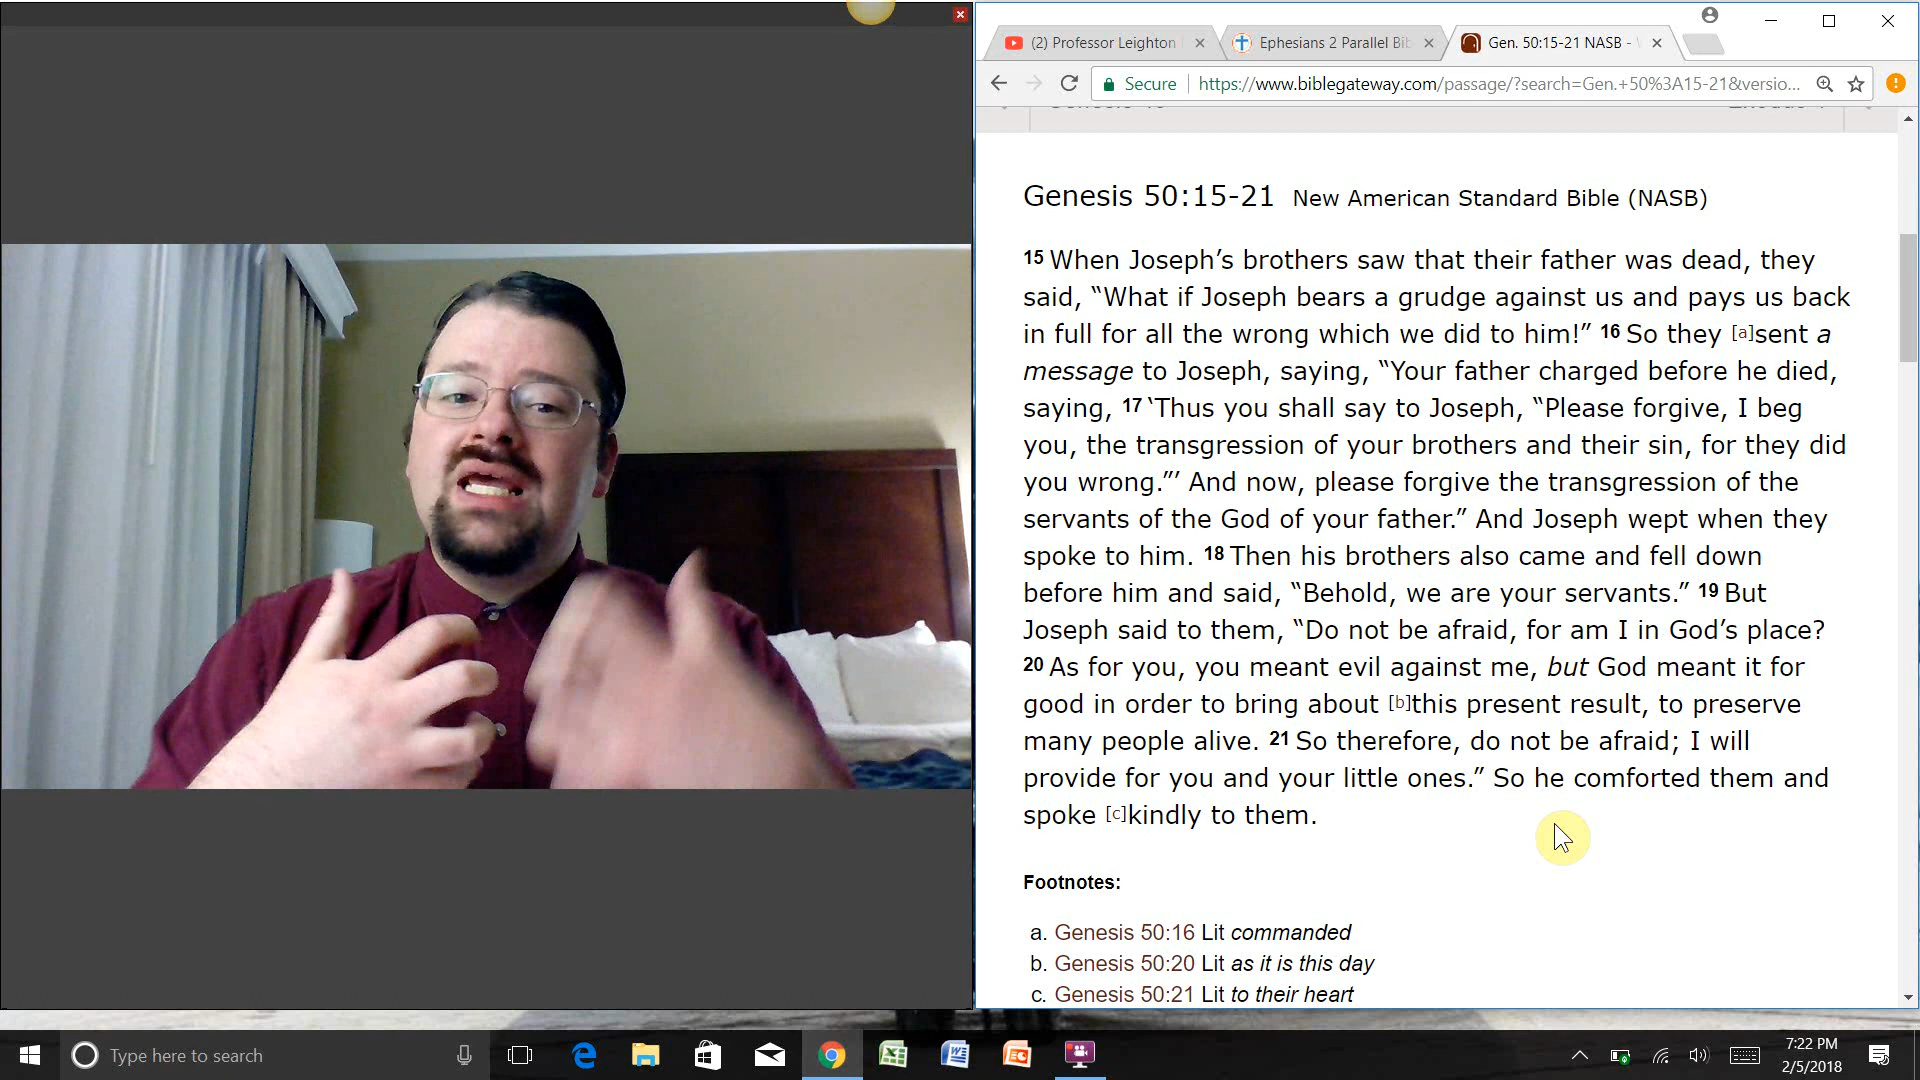 (2) Professor Leighton
Ephesians 2 Parallel Bib
Gen. 50:15-21 NASB -
Secure https://www.biblegateway.com/passage/?search=Gen.+50%3A15-21&versio...
Genesis 50:15-21 New American Standard Bible (NASB)
15 When Joseph’s brothers saw that their father was dead, they
said, “What if Joseph bears a grudge against us and pays us back
in full for all the wrong which we did to him!” 16 So they [a]sent a
message to Joseph, saying, “Your father charged before he died,
saying, 17 ‘Thus you shall say to Joseph, “Please forgive, I beg
you, the transgression of your brothers and their sin, for they did
you wrong.”’ And now, please forgive the transgression of the
servants of the God of your father.” And Joseph wept when they
spoke to him. 18 Then his brothers also came and fell down
before him and said, “Behold, we are your servants.” 19 But
Joseph said to them, “Do not be afraid, for am I in God’s place?
20 As for you, you meant evil against me, but God meant it for
good in order to bring about [b]this present result, to preserve
many people alive. 21 So therefore, do not be afraid; I will
provide for you and your little ones.” So he comforted them and
spoke [c]kindly to them.
Footnotes:
a. Genesis 50:16 Lit commanded
b. Genesis 50:20 Lit as it is this day
c. Genesis 50:21 Lit to their heart
Type here to search
7:22 PM
2/5/2018